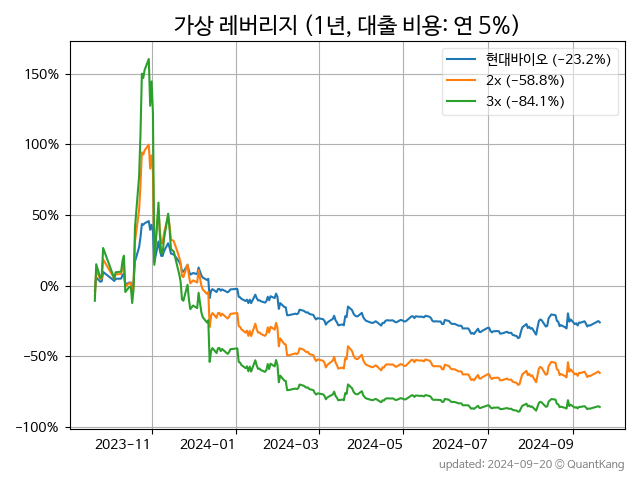 가상 레버리지 (1년, 대출 비용: 연 5%)
현대바이오 (−23.2%)
2x (−58.8%)
3x (−84.1%)
150%
100%
50%
0%
−50%
−100%
2023-11
2024-01
2024-03
2024-05
2024-07
2024-09
updated: 2024-09-20 © QuantKang